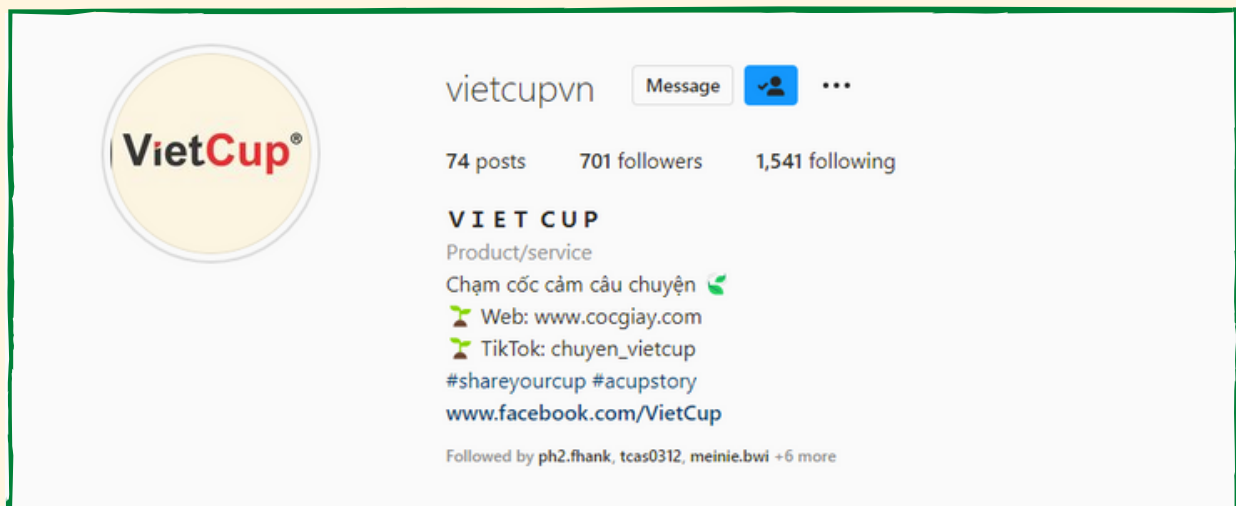 VietCup®
vietcupvn Message
74 posts 701 followers 1,541 following
VIET CUP
Product/service
Chạm cốc cảm câu chuyện
Web: www.cocgiay.com
TikTok: chuyen_vietcup
#shareyourcup #acupstory
www.facebook.com/VietCup
Followed by ph2.fhank, tcas0312, meinie.bwi +6 more